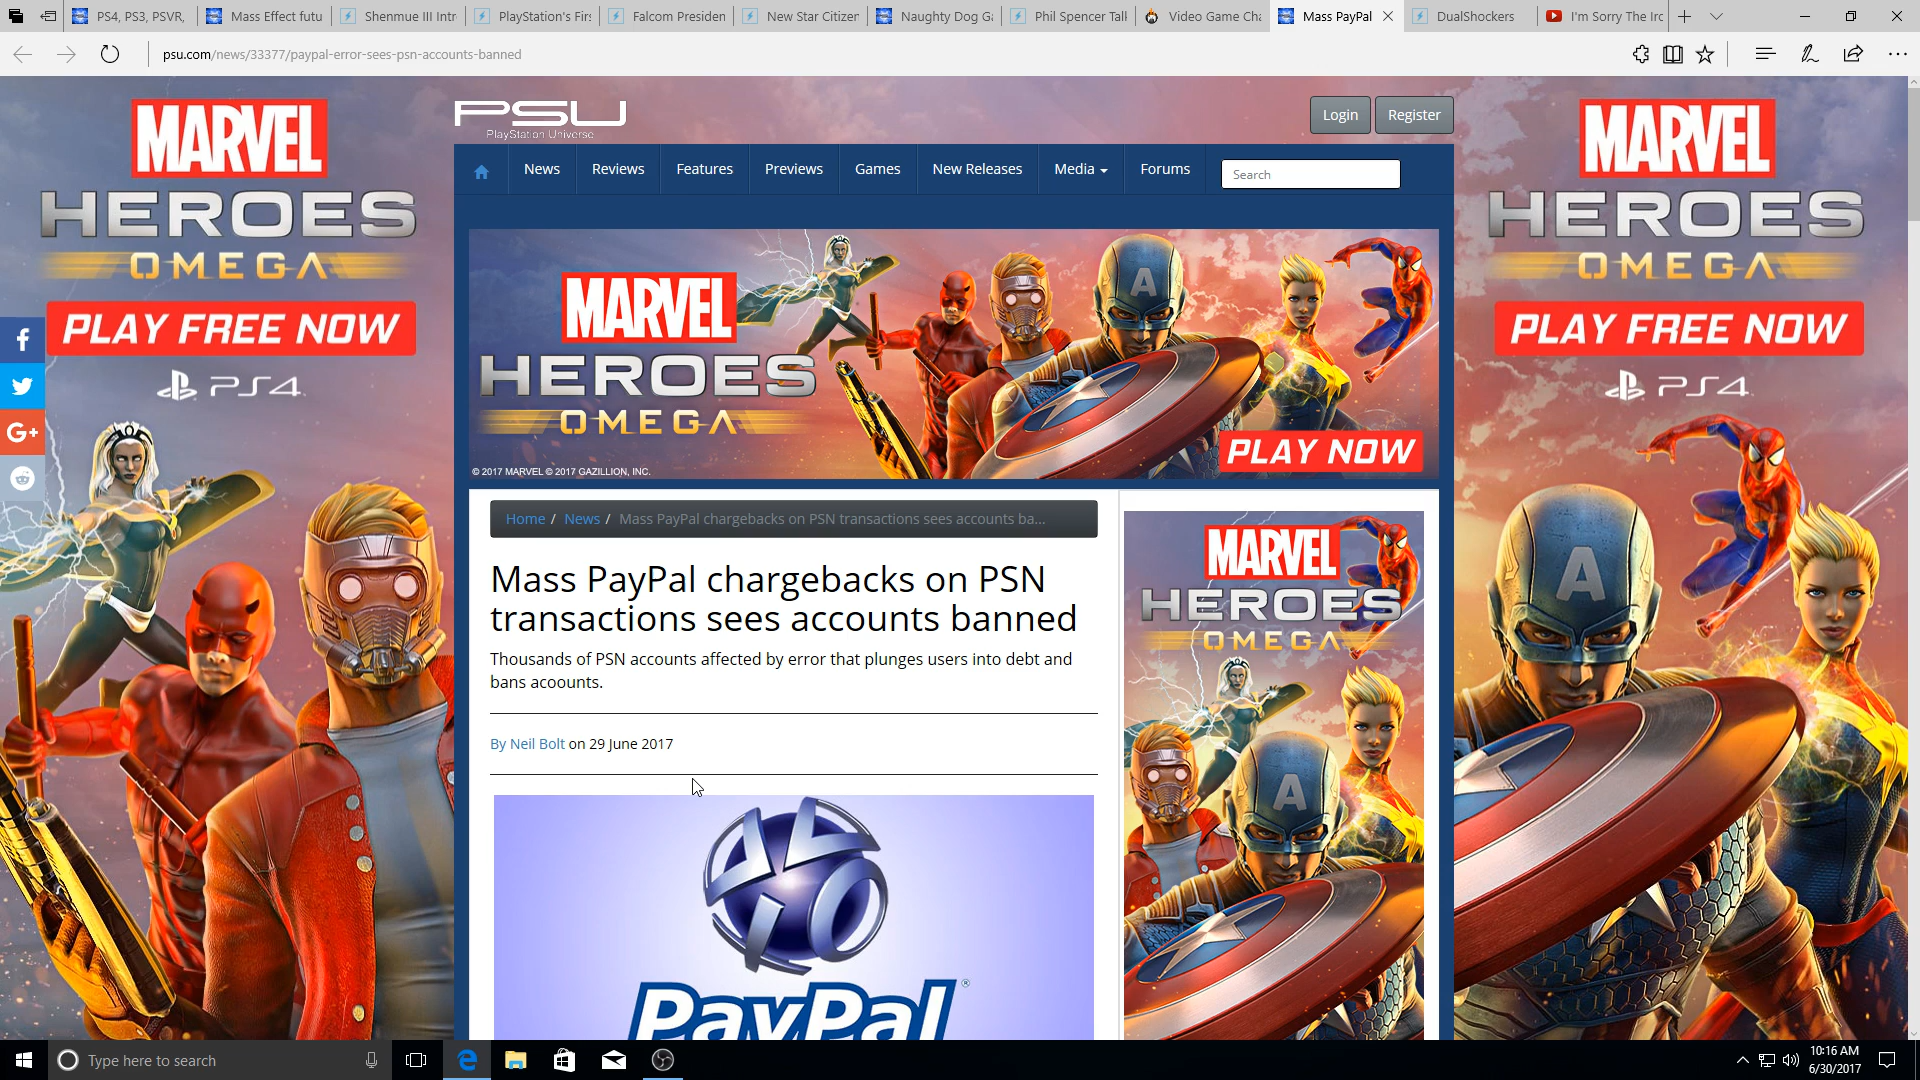 PS4, PS3, PSVR,
Mass Effect futu
Shenmue III Intr
PlayStation's Firs
Falcom Presiden
New Star Citizen
Naughty Dog Ga
Phil Spencer Talk
Video Game Cha
Mass PayPal
DualShockers
I'm Sorry The Irc
psu.com/news/33377/paypal-error-sees-psn-accounts-banned
MARVEL
HEROES
OMEGA
PLAY FREE NOW
PS4
PSU
PlayStation Universe
Login
Register
News
Reviews
Features
Previews
Games
New Releases
Media
Forums
Search
MARVEL
HEROES
OMEGA
PLAY NOW
© 2017 MARVEL © 2017 GAZILLION, INC.
Home / News / Mass PayPal chargebacks on PSN transactions sees accounts ba...
Mass PayPal chargebacks on PSN
transactions sees accounts banned
Thousands of PSN accounts affected by error that plunges users into debt and
bans acoounts.
By Neil Bolt on 29 June 2017
PayPal
®
MARVEL
HEROES
OMEGA
A
MARVEL
HEROES
OMEGA
PLAY FREE NOW
PS4
A
Type here to search
10:16 AM
6/30/2017